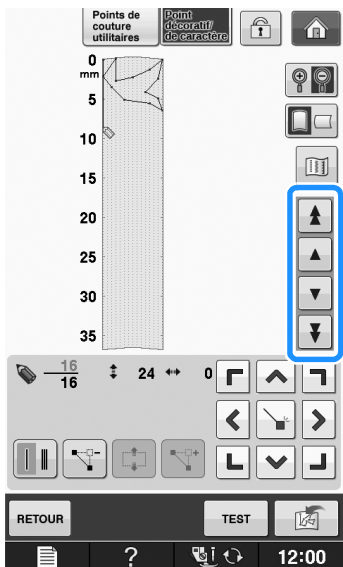 Points de
couture
utilitaires
Point
décoratif/
de caractère
0
mm
5
10
15
20
25
30
35
16
16
24
0
RETOUR
TEST
?
12:00